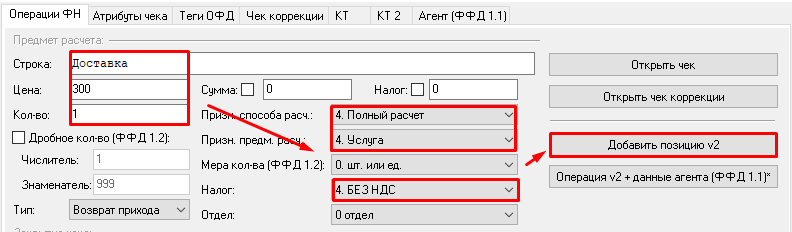 Операции ФН Атрибуты чека Теги ОФД Чек коррекции КТ КТ 2 Агент (ФФД 1.1)
Предмет расчета:
Строка: Доставка Открыть чек
Цена: 300 Сумма: 0 Налог: 0
Открыть чек коррекции
Кол-во: 1 Призн. способа расч.: 4. Полный расчет
Дробное кол-во (ФФД 1.2): Призн. предм. расч.: 4. Услуга Добавить позицию v2
Числитель: 1 Мера кол-ва (ФФД 1.2): 0. шт. или ед.
Операция v2 + данные агента (ФФД 1.1)*
Знаменатель: 999 Налог: 4. БЕЗ НДС
Тип: Возврат прихода Отдел: 0 отдел